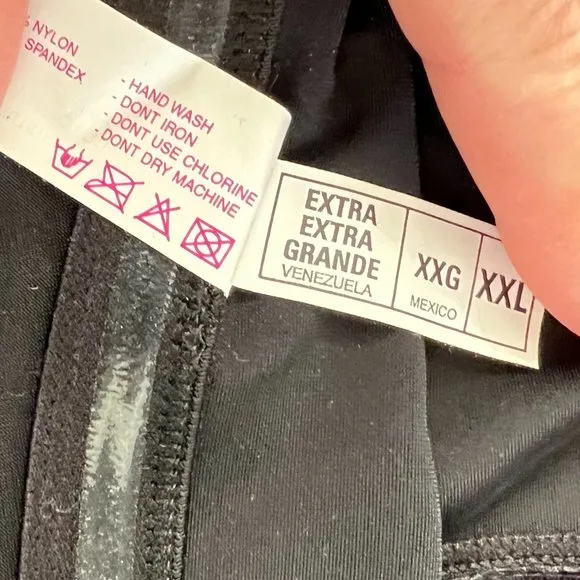 NYLON
SPANDEX
- HAND WASH
- DONT IRON
- DONT USE CHLORINE
- DONT DRY MACHINE
EXTRA
EXTRA
GRANDE
VENEZUELA
XXG
MEXICO
XXL